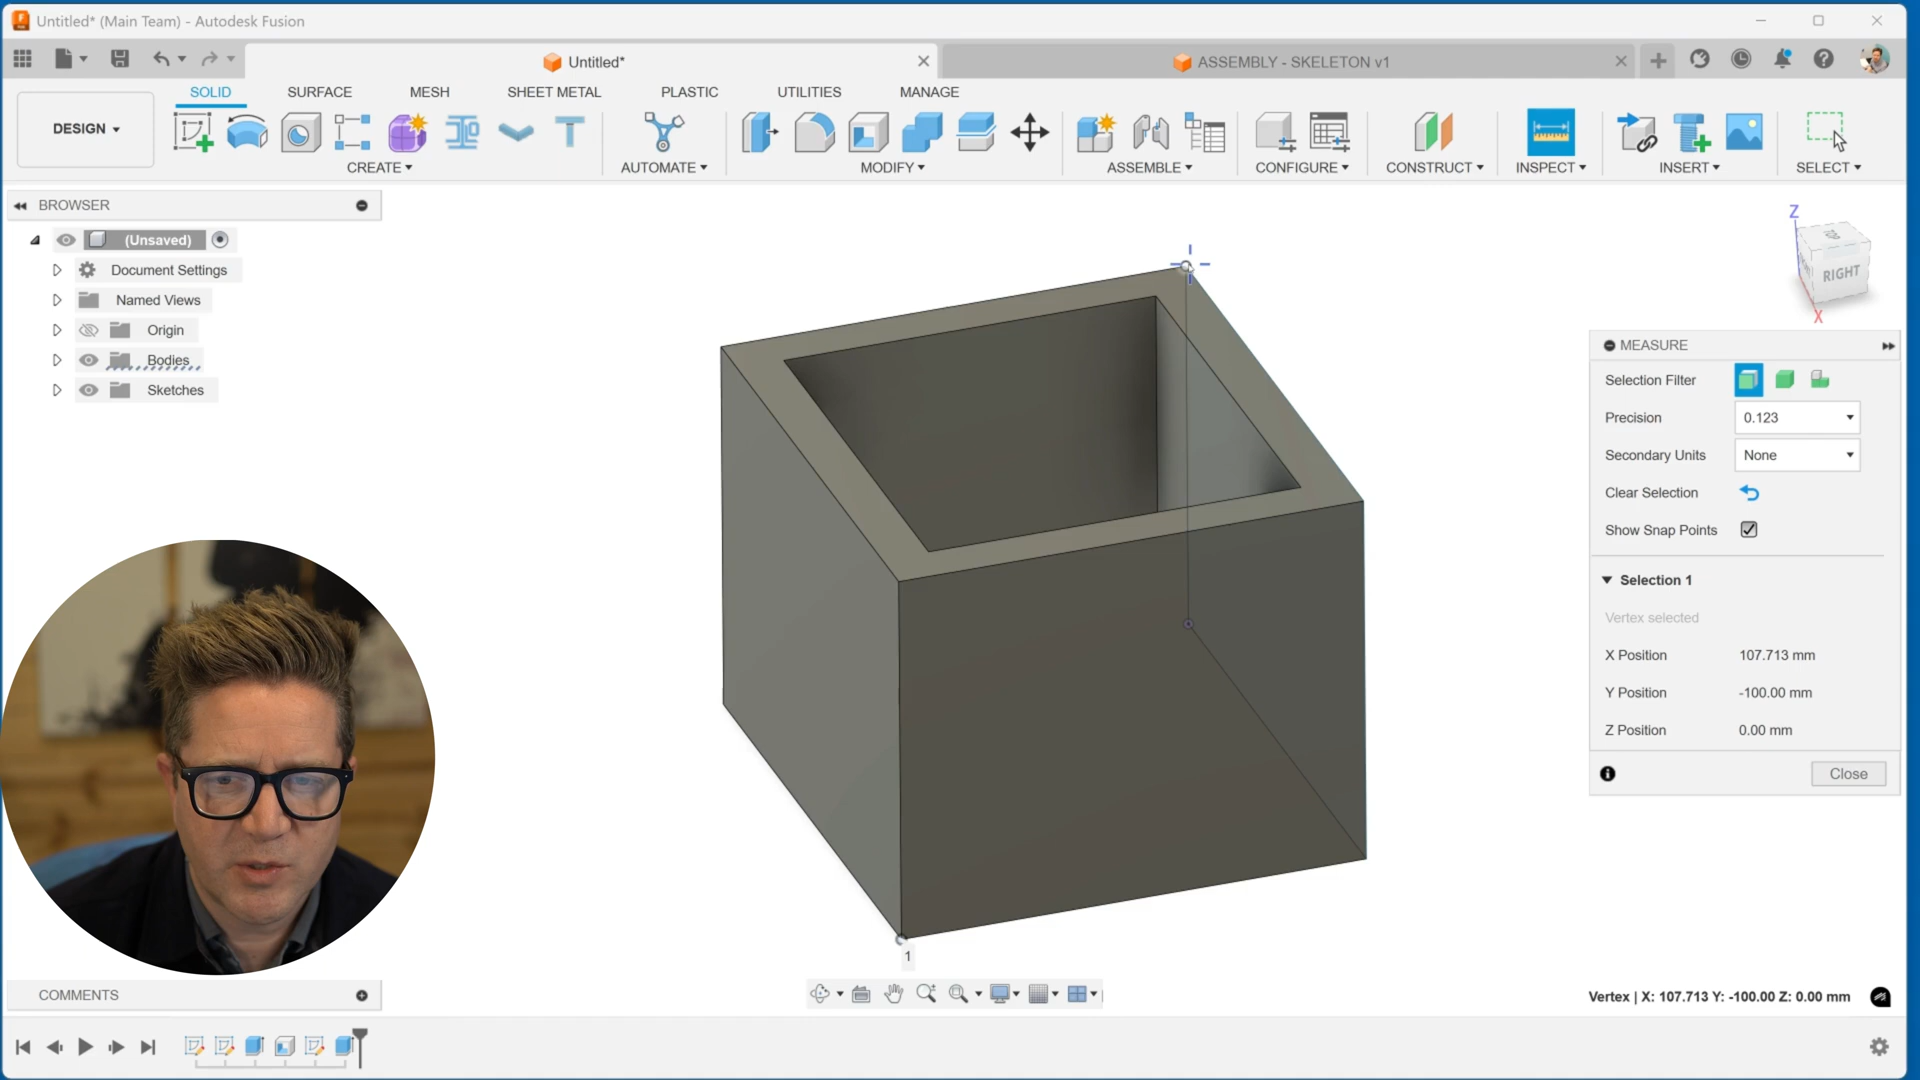 Untitled* (Main Team) - Autodesk Fusion
Untitled*
ASSEMBLY - SKELETON v1
DESIGN
SOLID SURFACE MESH SHEET METAL PLASTIC UTILITIES MANAGE
CREATE AUTOMATE MODIFY ASSEMBLE CONFIGURE CONSTRUCT INSPECT INSERT SELECT
BROWSER
(Unsaved)
Document Settings
Named Views
Origin
Bodies
Sketches
Z
TOP
RIGHT
X
MEASURE
Selection Filter
Precision 0.123
Secondary Units None
Clear Selection
Show Snap Points
Selection 1
Vertex selected
X Position 107.713 mm
Y Position -100.00 mm
Z Position 0.00 mm
Close
1
COMMENTS
Vertex | X: 107.713 Y: -100.00 Z: 0.00 mm